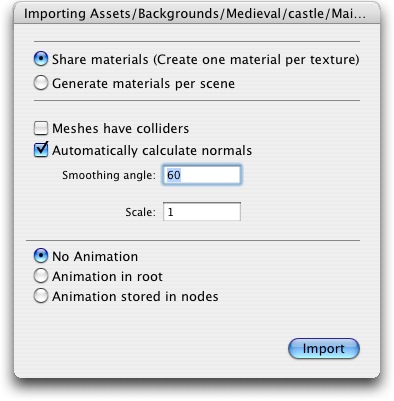 Importing Assets/Backgrounds/Medieval/castle/Mai...
Share materials (Create one material per texture)
Generate materials per scene
Meshes have colliders
Automatically calculate normals
Smoothing angle: 60
Scale: 1
No Animation
Animation in root
Animation stored in nodes
Import